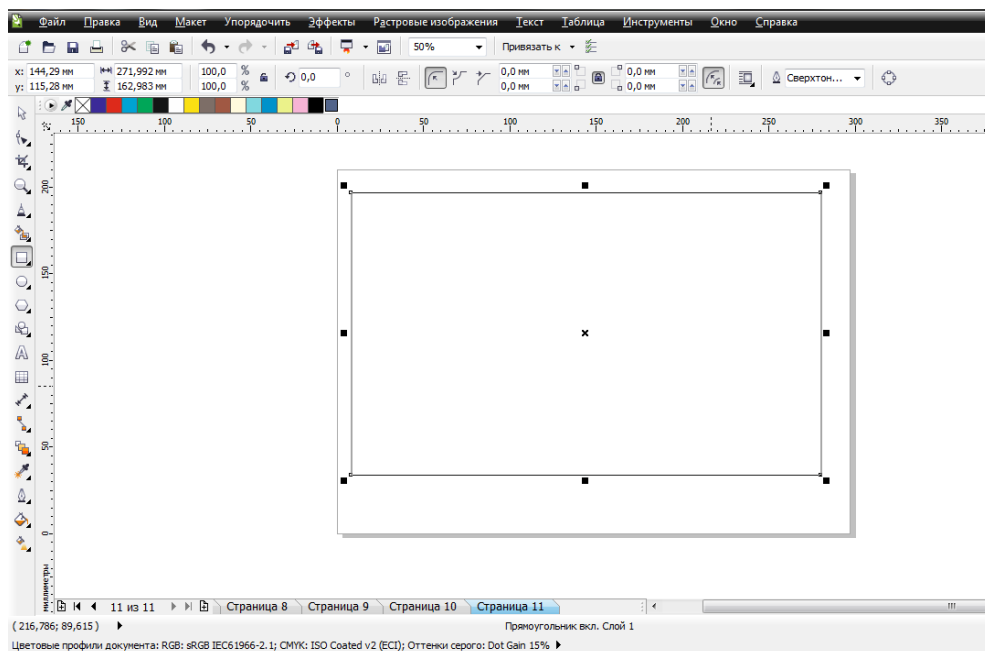 Файл Правка Вид Макет Упорядочить Эффекты Растровые изображения Текст Таблица Инструменты Окно Справка
50% Привязать к
x: 144,29 мм 271,992 мм 100,0 % 0,0 ° 0,0 мм 0,0 мм Сверхтон...
y: 115,28 мм 162,983 мм 100,0 % 0,0 мм 0,0 мм
150 100 50 0 50 100 150 200 250 300 350
200
150
100
50
0
миллиметры
11 из 11 Страница 8 Страница 9 Страница 10 Страница 11
( 216,786; 89,615 ) Прямоугольник вкл. Слой 1
Цветовые профили документа: RGB: sRGB IEC61966-2.1; CMYK: ISO Coated v2 (ECI); Оттенки серого: Dot Gain 15%